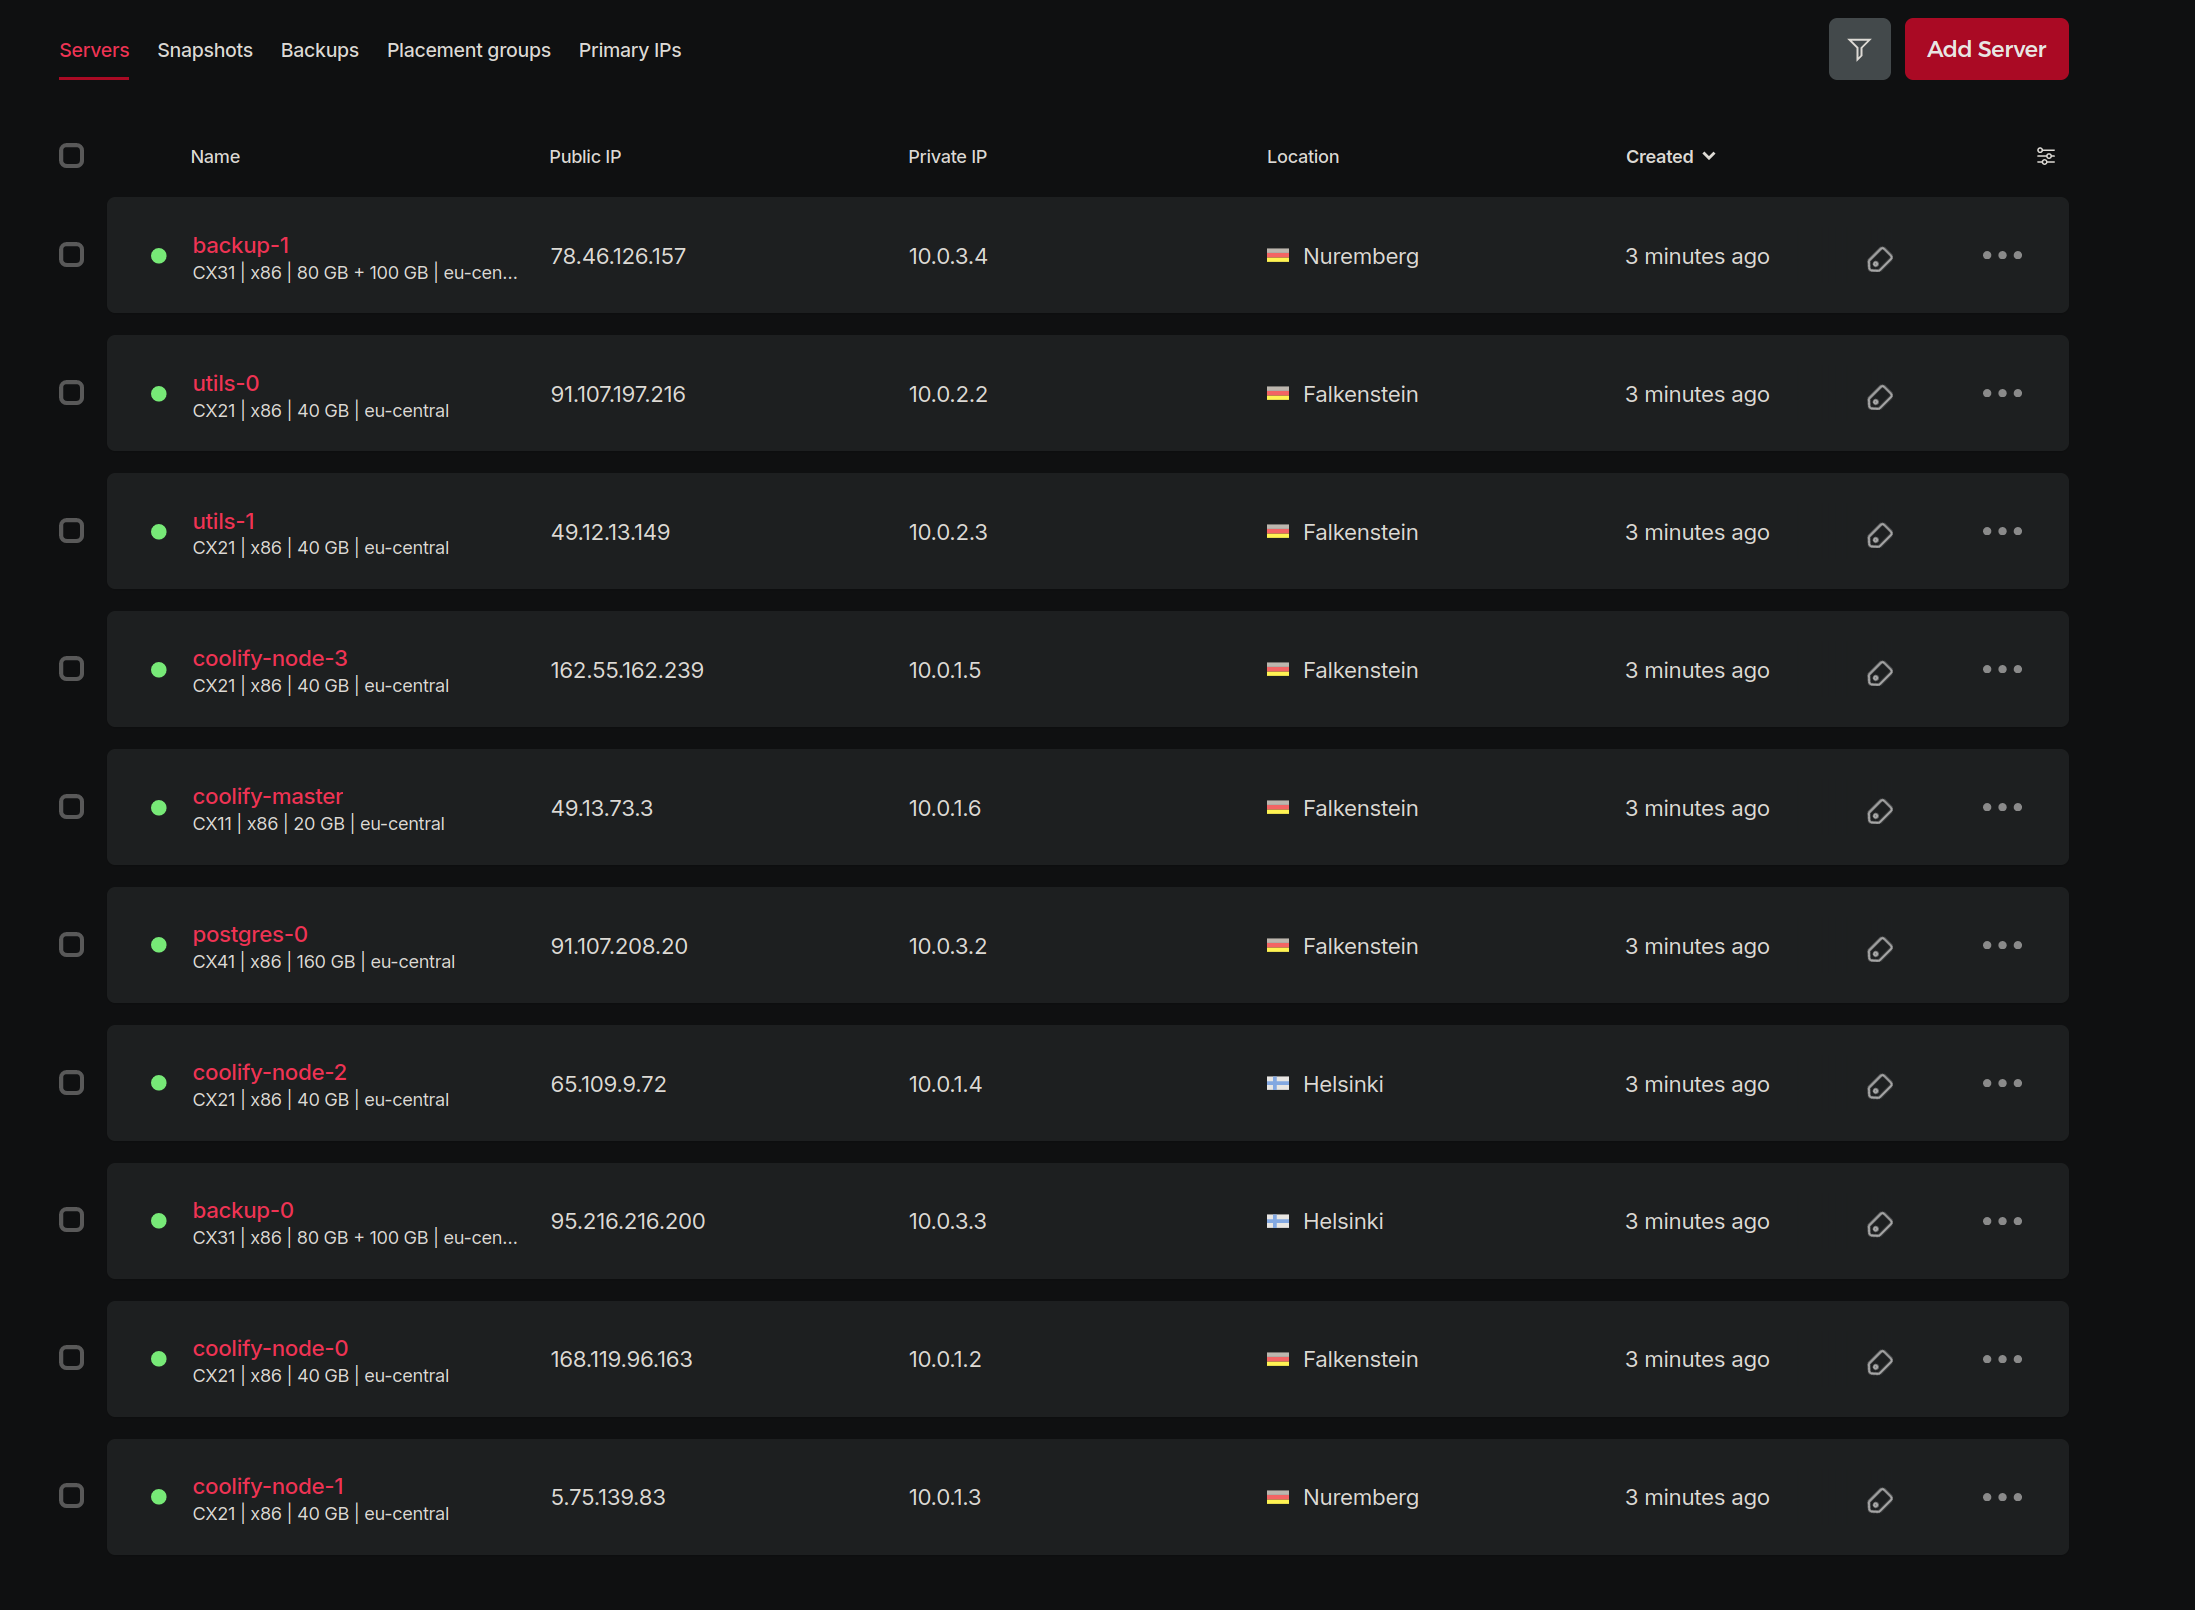 Servers Snapshots Backups Placement groups Primary IPs Add Server
Name Public IP Private IP Location Created
backup-1
CX31 | x86 | 80 GB + 100 GB | eu-cen...
78.46.126.157 10.0.3.4 Nuremberg 3 minutes ago
utils-0
CX21 | x86 | 40 GB | eu-central
91.107.197.216 10.0.2.2 Falkenstein 3 minutes ago
utils-1
CX21 | x86 | 40 GB | eu-central
49.12.13.149 10.0.2.3 Falkenstein 3 minutes ago
coolify-node-3
CX21 | x86 | 40 GB | eu-central
162.55.162.239 10.0.1.5 Falkenstein 3 minutes ago
coolify-master
CX11 | x86 | 20 GB | eu-central
49.13.73.3 10.0.1.6 Falkenstein 3 minutes ago
postgres-0
CX41 | x86 | 160 GB | eu-central
91.107.208.20 10.0.3.2 Falkenstein 3 minutes ago
coolify-node-2
CX21 | x86 | 40 GB | eu-central
65.109.9.72 10.0.1.4 Helsinki 3 minutes ago
backup-0
CX31 | x86 | 80 GB + 100 GB | eu-cen...
95.216.216.200 10.0.3.3 Helsinki 3 minutes ago
coolify-node-0
CX21 | x86 | 40 GB | eu-central
168.119.96.163 10.0.1.2 Falkenstein 3 minutes ago
coolify-node-1
CX21 | x86 | 40 GB | eu-central
5.75.139.83 10.0.1.3 Nuremberg 3 minutes ago